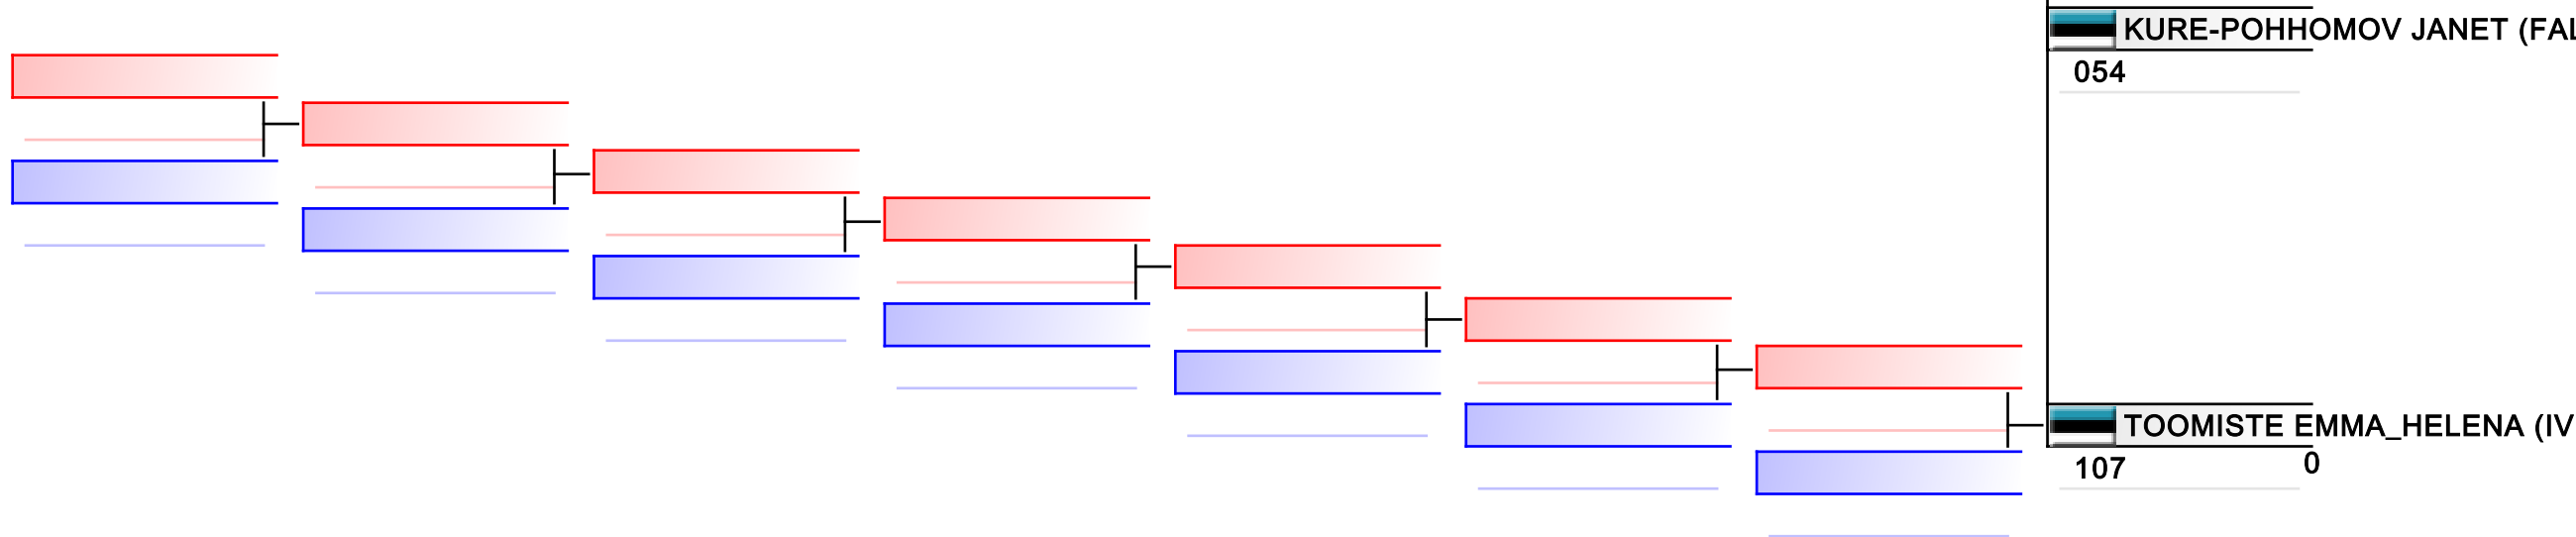 KURE-POHHOMOV JANET (FAL
054
TOOMISTE EMMA_HELENA (IV
107
0